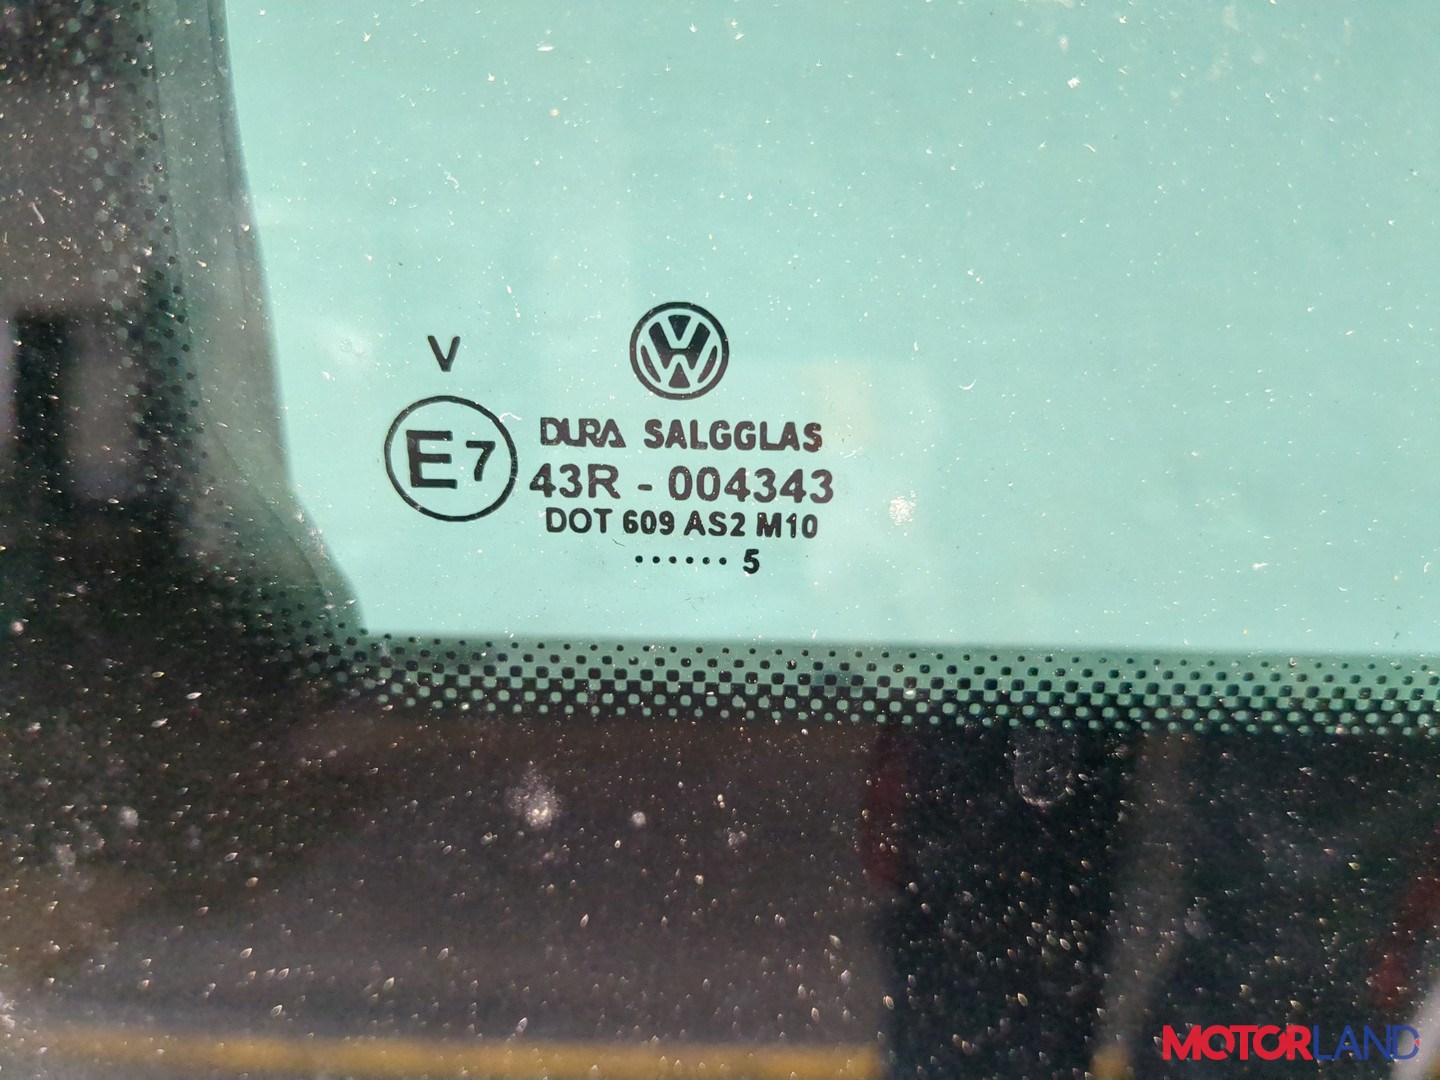 V
E7
DURA SALGGLAS
43R - 004343
DOT 609 AS2 M10
...... 5
MOTORLAND